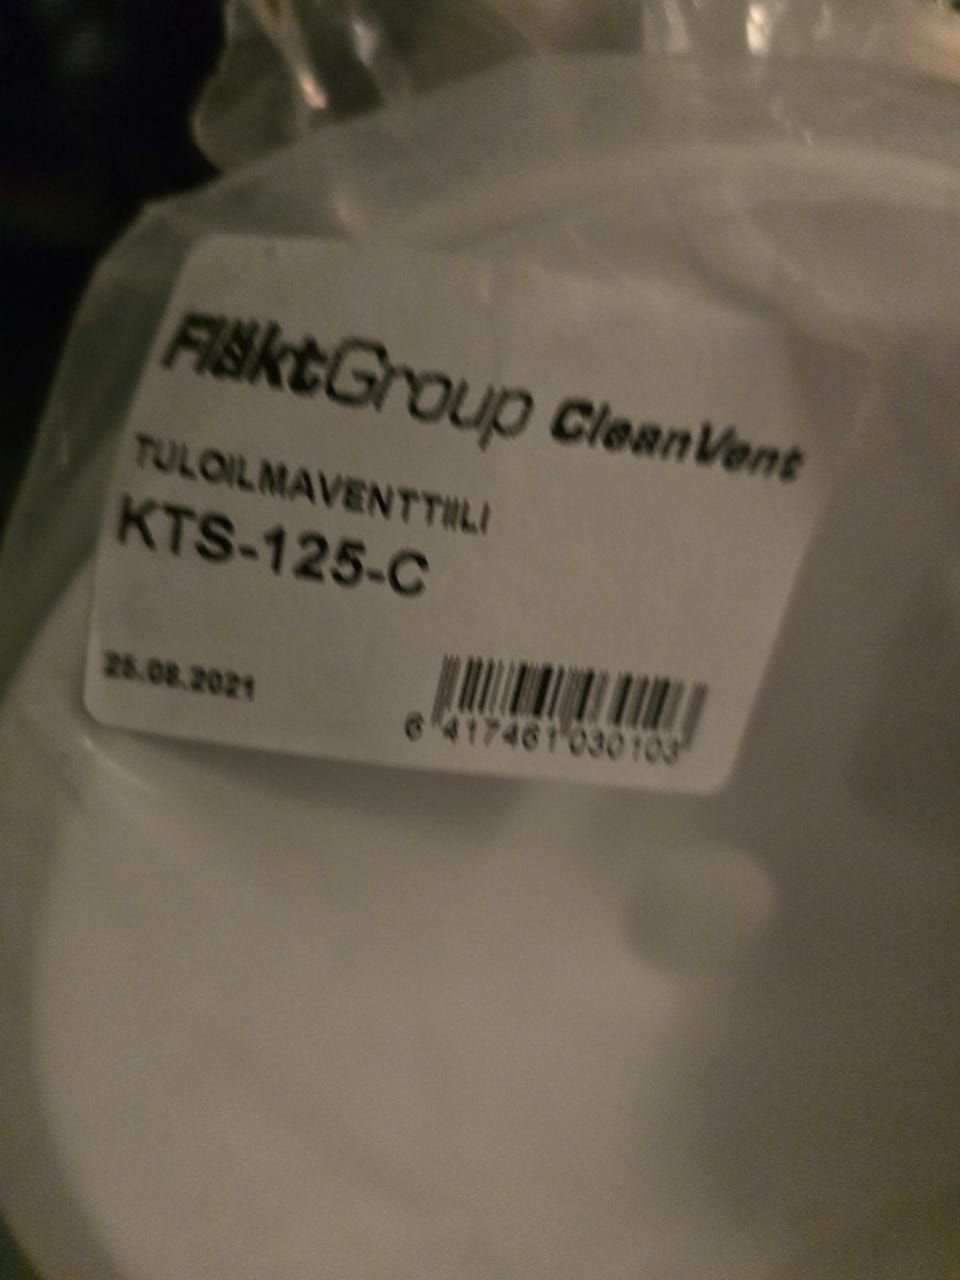 FläktGroup CleanVent
TULOILMAVENTTIILI
KTS-125-C
25.08.2021
6 417461 030103